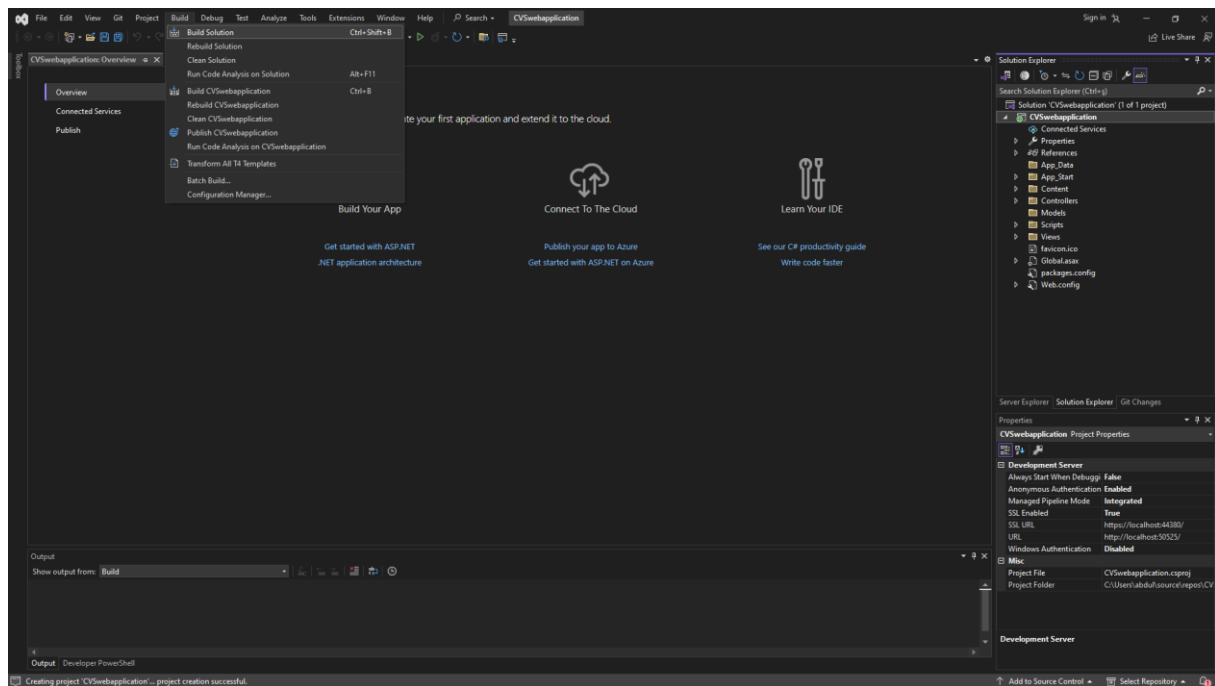 File Edit View Git Project Build Debug Test Analyze Tools Extensions Window Help Search CVSwebapplication Sign in
Live Share
Toolbox
CVSwebapplication: Overview
Overview
Connected Services
Publish
Build Solution Ctrl+Shift+B
Rebuild Solution
Clean Solution
Run Code Analysis on Solution Alt+F11
Build CVSwebapplication Ctrl+B
Rebuild CVSwebapplication
Clean CVSwebapplication
Publish CVSwebapplication
Run Code Analysis on CVSwebapplication
Transform All T4 Templates
Batch Build...
Configuration Manager...
te your first application and extend it to the cloud.
Build Your App Connect To The Cloud Learn Your IDE
Get started with ASP.NET Publish your app to Azure See our C# productivity guide
.NET application architecture Get started with ASP.NET on Azure Write code faster
Solution Explorer
Search Solution Explorer (Ctrl+ş)
Solution 'CVSwebapplication' (1 of 1 project)
CVSwebapplication
Connected Services
Properties
References
App_Data
App_Start
Content
Controllers
Models
Scripts
Views
favicon.ico
Global.asax
packages.config
Web.config
Server Explorer Solution Explorer Git Changes
Properties
CVSwebapplication Project Properties
Development Server
Always Start When Debuggi False
Anonymous Authentication Enabled
Managed Pipeline Mode Integrated
SSL Enabled True
SSL URL https://localhost:44380/
URL http://localhost:50525/
Windows Authentication Disabled
Misc
Project File CVSwebapplication.csproj
Project Folder C:\Users\abdul\source\repos\CV
Development Server
Output
Show output from: Build
Output Developer PowerShell
Creating project 'CVSwebapplication'... project creation successful. Add to Source Control Select Repository